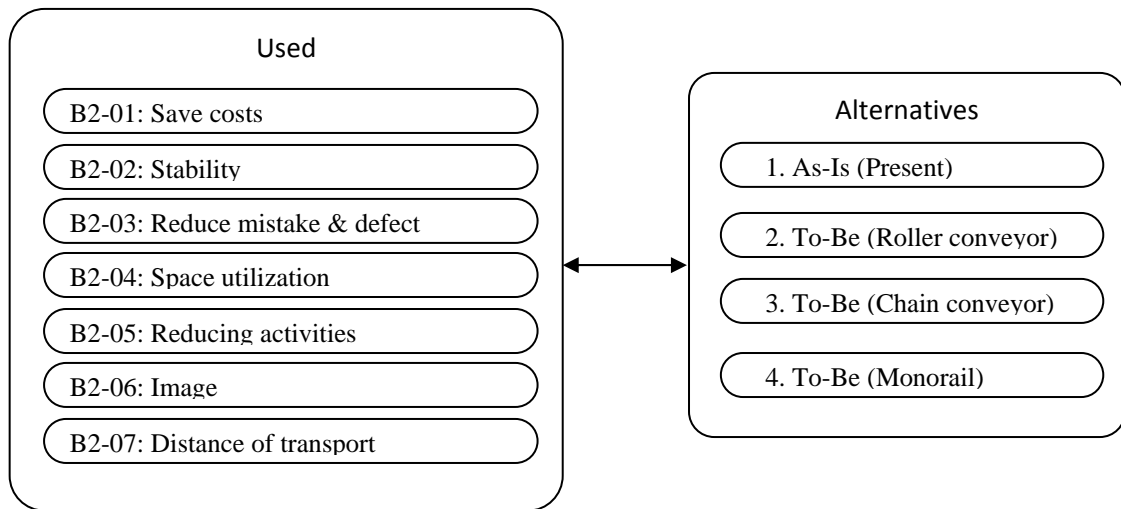 Used
B2-01: Save costs
B2-02: Stability
B2-03: Reduce mistake & defect
B2-04: Space utilization
B2-05: Reducing activities
B2-06: Image
B2-07: Distance of transport
Alternatives
1. As-Is (Present)
2. To-Be (Roller conveyor)
3. To-Be (Chain conveyor)
4. To-Be (Monorail)